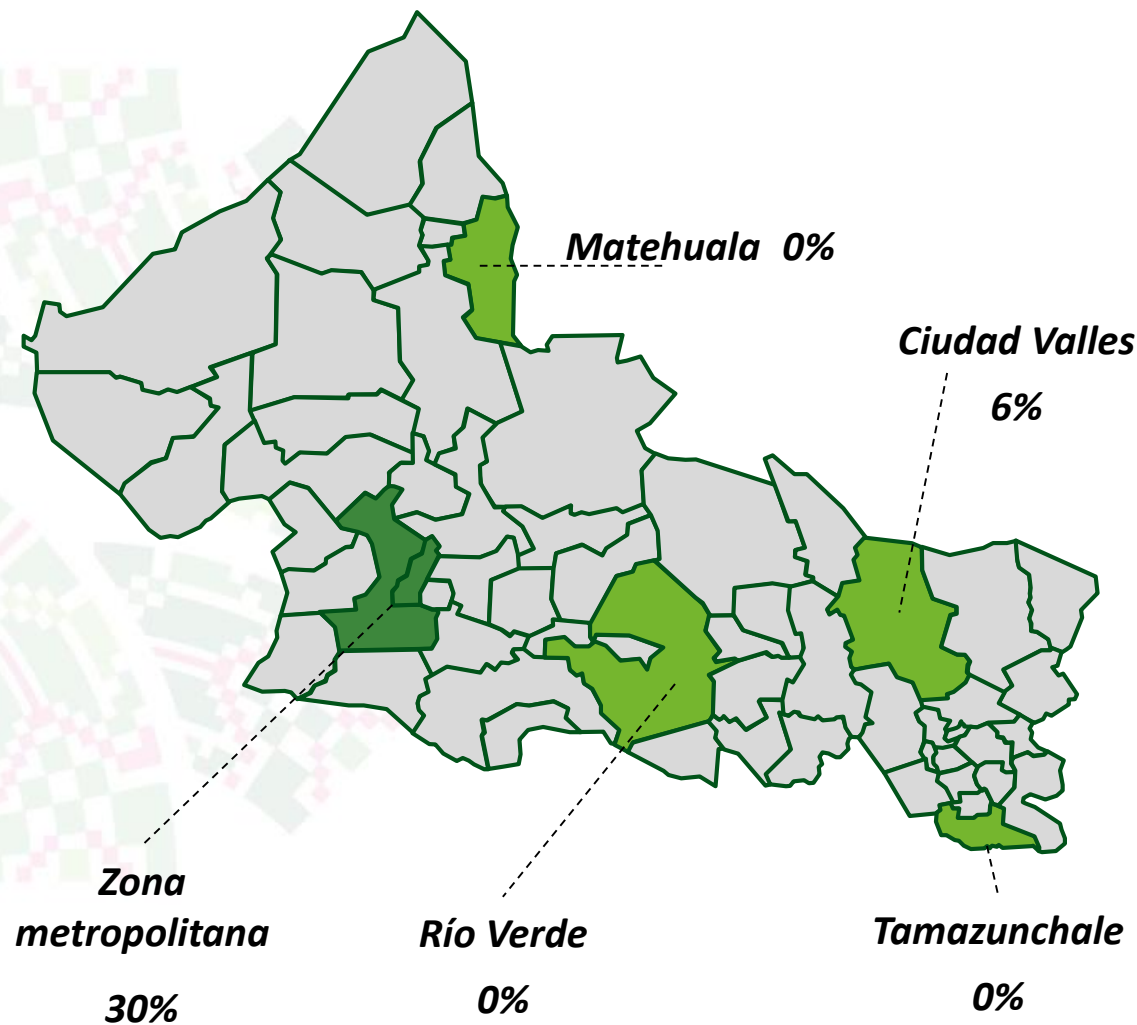 Matehuala 0%
Ciudad Valles
6%
Zona
metropolitana
30%
Río Verde
0%
Tamazunchale
0%